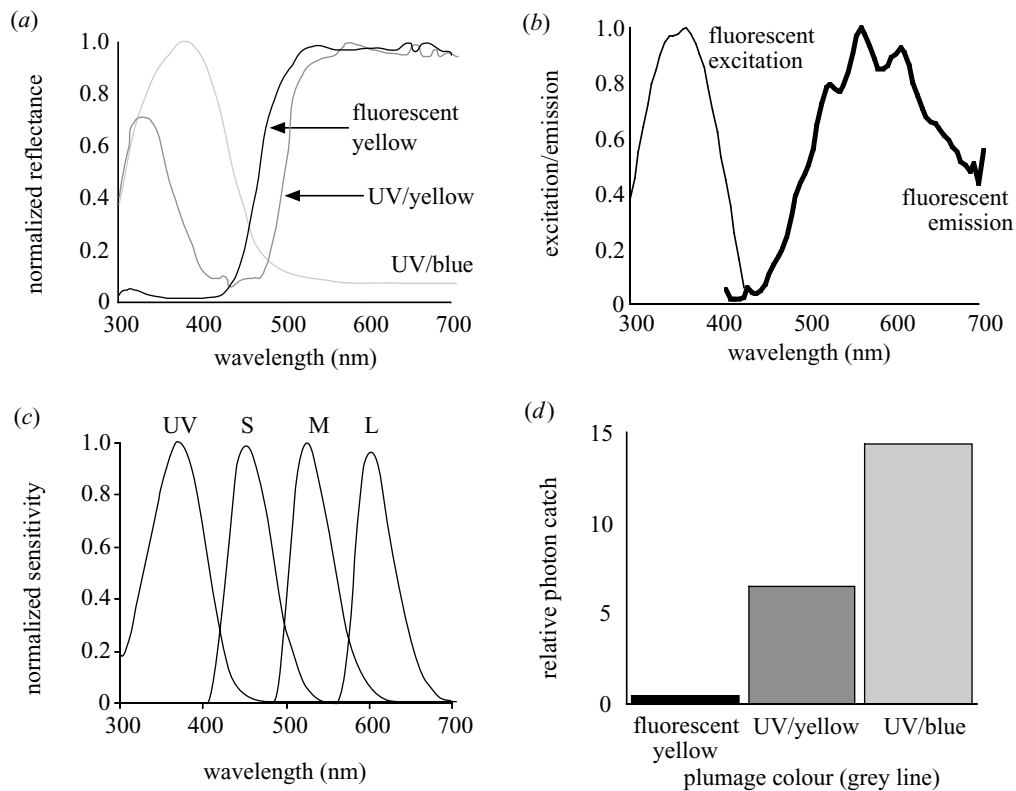 (a)
normalized reflectance
1.0
0.8
0.6
0.4
0.2
0
300
400
500
600
700
wavelength (nm)
fluorescent
yellow
UV/yellow
UV/blue
(b)
excitation/emission
1.0
0.8
0.6
0.4
0.2
0
300
400
500
600
700
wavelength (nm)
fluorescent
excitation
fluorescent
emission
(c)
normalized sensitivity
UV S M L
1.0
0.8
0.6
0.4
0.2
0
300
400
500
600
700
wavelength (nm)
(d)
relative photon catch
15
10
5
0
fluorescent
yellow
UV/yellow
UV/blue
plumage colour (grey line)